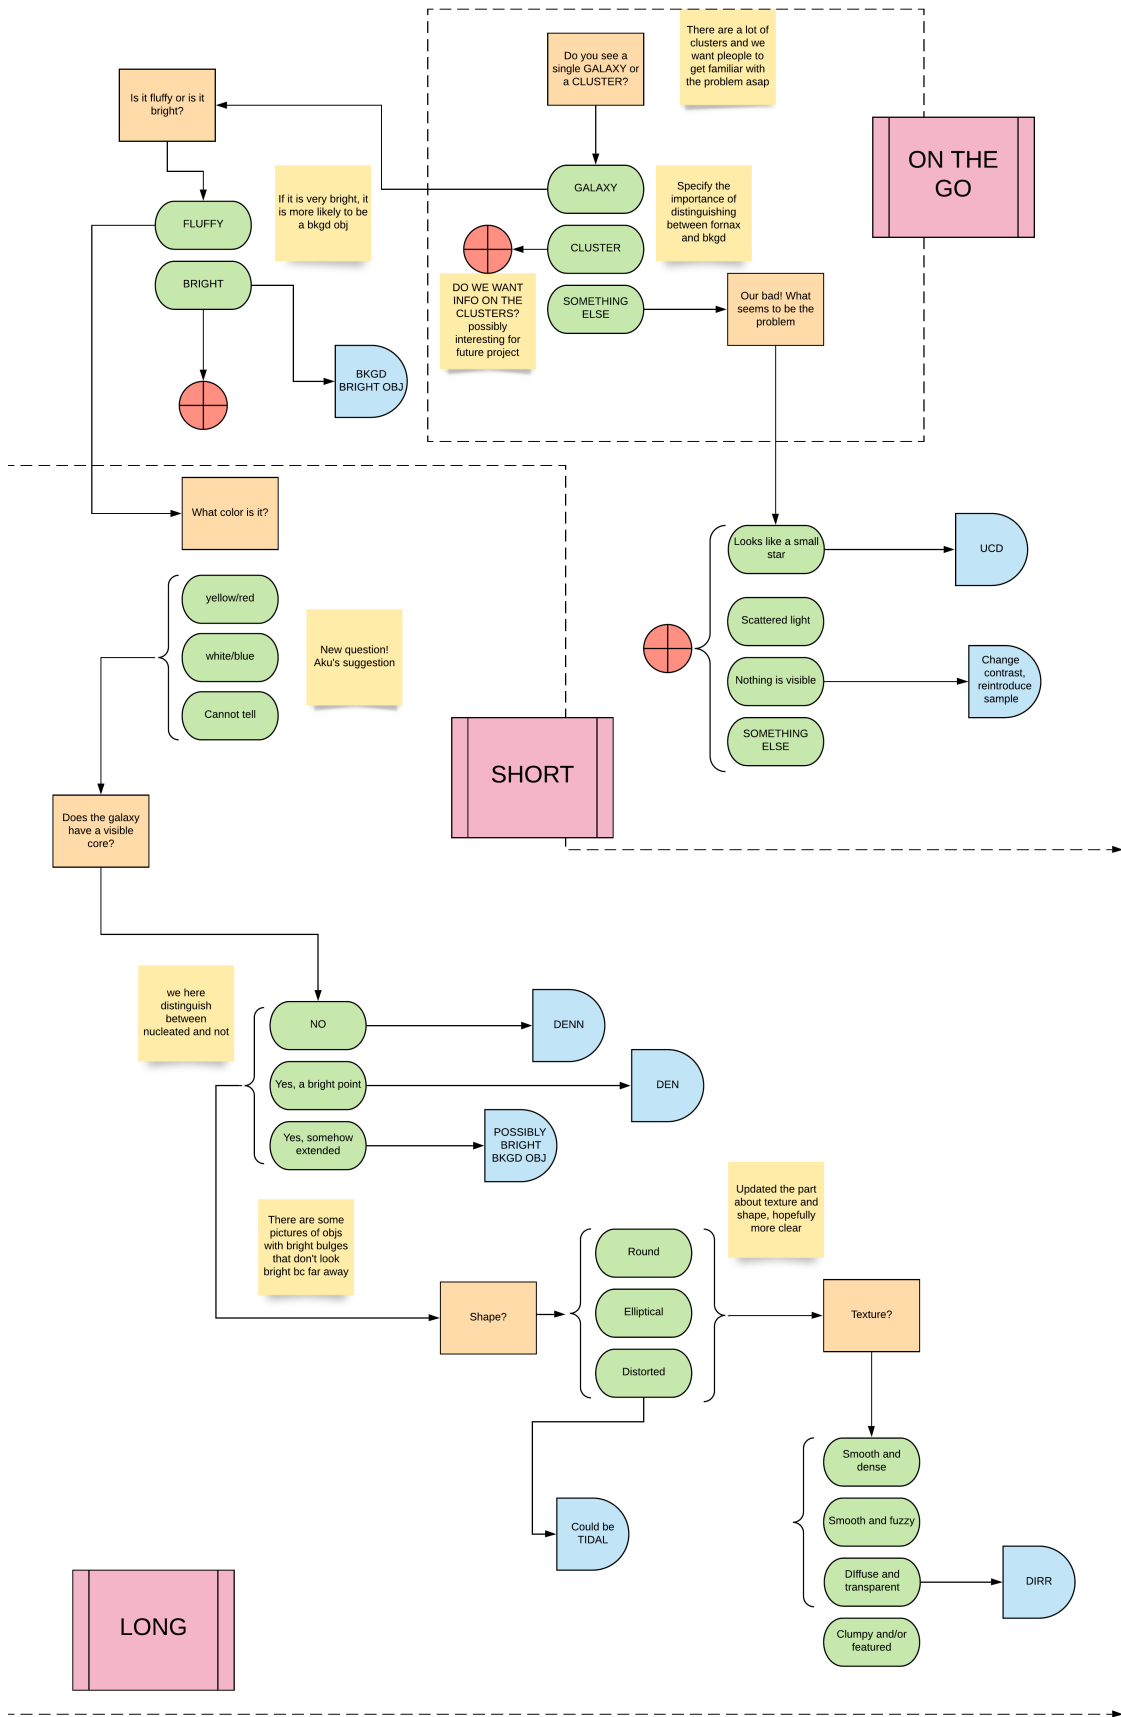 There are a lot of
clusters and we
want pleople to
get familiar with
the problem asap
Do you see a
single GALAXY or
a CLUSTER?
Is it fluffy or is it
bright?
ON THE
GO
GALAXY
If it is very bright, it
is more likely to be
a bkgd obj
Specify the
importance of
distinguishing
between fornax
and bkgd
FLUFFY
CLUSTER
BRIGHT
DO WE WANT
INFO ON THE
CLUSTERS?
possibly
interesting for
future project
SOMETHING
ELSE
Our bad! What
seems to be the
problem
BKGD
BRIGHT OBJ
What color is it?
Looks like a small
star
UCD
yellow/red
Scattered light
New question!
Aku's suggestion
white/blue
Nothing is visible
Change
contrast,
reintroduce
sample
Cannot tell
SOMETHING
ELSE
SHORT
Does the galaxy
have a visible
core?
we here
distinguish
between
nucleated and not
NO
DENN
Yes, a bright point
DEN
Yes, somehow
extended
POSSIBLY
BRIGHT
BKGD OBJ
There are some
pictures of objs
with bright bulges
that don't look
bright bc far away
Updated the part
about texture and
shape, hopefully
more clear
Round
Shape?
Elliptical
Texture?
Distorted
Smooth and
dense
Smooth and fuzzy
Could be
TIDAL
DIffuse and
transparent
DIRR
LONG
Clumpy and/or
featured